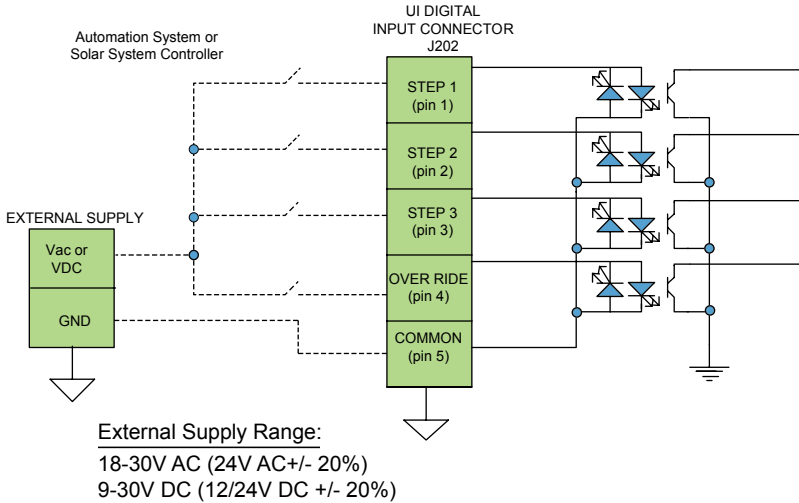 UI DIGITAL
INPUT CONNECTOR
J202
Automation System or
Solar System Controller
STEP 1
(pin 1)
STEP 2
(pin 2)
STEP 3
(pin 3)
OVER RIDE
(pin 4)
COMMON
(pin 5)
EXTERNAL SUPPLY
Vac or
VDC
GND
External Supply Range:
18-30V AC (24V AC+/- 20%)
9-30V DC (12/24V DC +/- 20%)